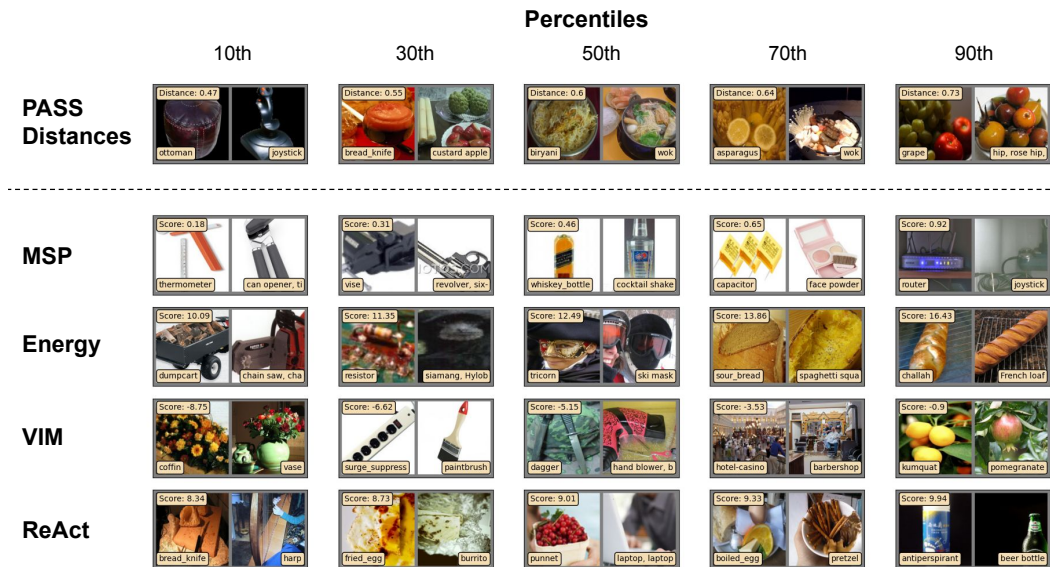 Percentiles
10th 30th 50th 70th 90th
PASS
Distances
Distance: 0.47 Distance: 0.55 Distance: 0.6 Distance: 0.64 Distance: 0.73
ottoman joystick bread_knife custard apple biryani wok asparagus wok grape hip, rose hip,
MSP
Score: 0.18 Score: 0.31 Score: 0.46 Score: 0.65 Score: 0.92
thermometer can opener, ti vise revolver, six- whiskey_bottle cocktail shake capacitor face powder router joystick
Energy
Score: 10.09 Score: 11.35 Score: 12.49 Score: 13.86 Score: 16.43
dumpcart chain saw, cha resistor siamang, Hylob tricorn ski mask sour_bread spaghetti squa challah French loaf
VIM
Score: -8.75 Score: -6.62 Score: -5.15 Score: -3.53 Score: -0.9
coffin vase surge_suppress paintbrush dagger hand blower, b hotel-casino barbershop kumquat pomegranate
ReAct
Score: 8.34 Score: 8.73 Score: 9.01 Score: 9.33 Score: 9.94
bread_knife harp fried_egg burrito punnet laptop, laptop boiled_egg pretzel antiperspirant beer bottle